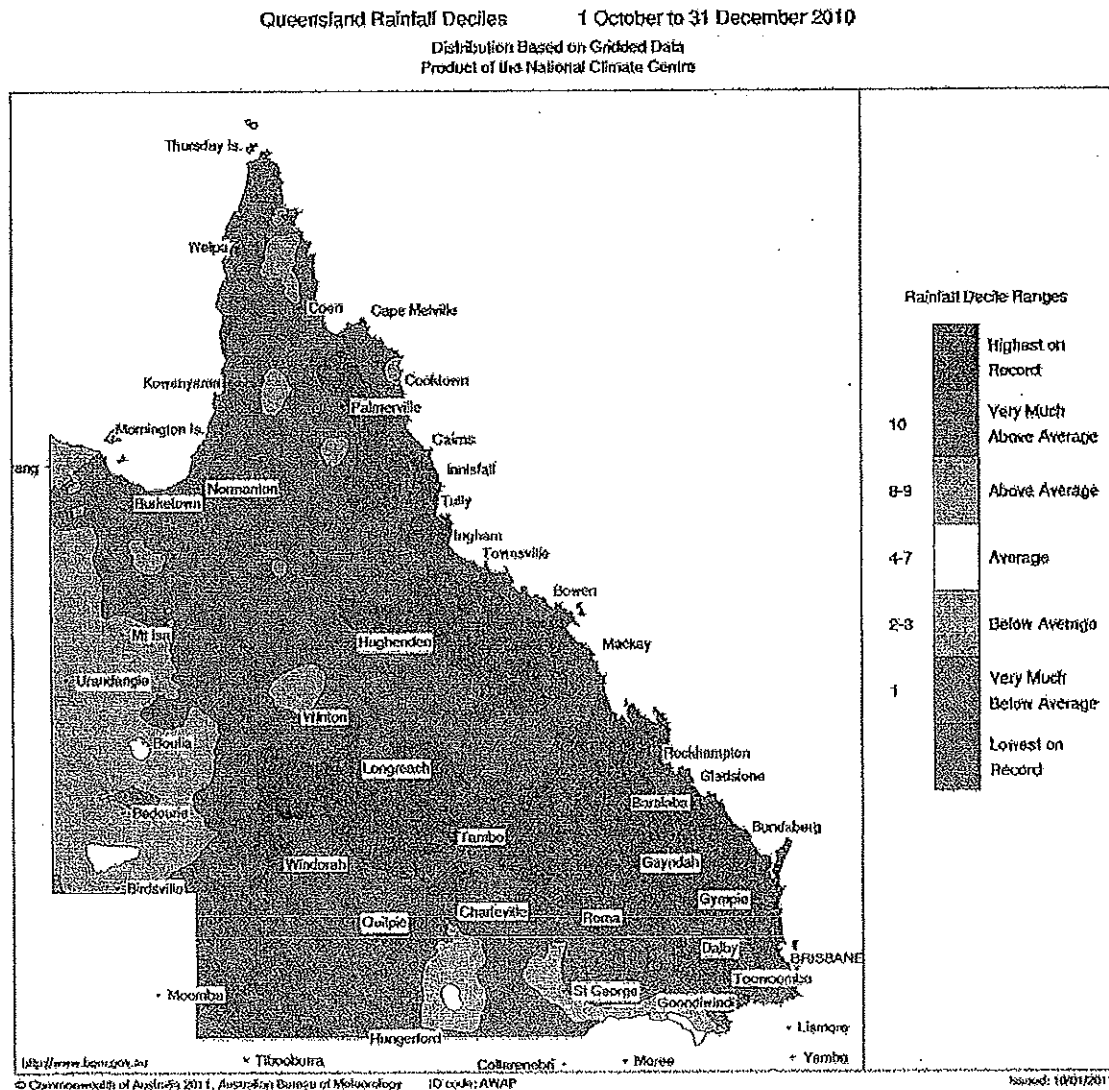 Queensland Rainfall Deciles 1 October to 31 December 2010
Distribution Based on Gridded Data
Product of the National Climate Centre
Thursday Is.
Weipa
Coen
Cape Melville
Kowanyama
Cooktown
Palmerville
Mornington Is.
Cairns
ang
Innisfail
Normanton
Burketown
Tully
Ingham
Townsville
Bowen
Mt Isa
Hughenden
Mackay
Urandangie
Winton
Boulia
Longreach
Rockhampton
Gladstone
Baralaba
Bedourie
Bundaberg
Tambo
Windorah
Gayndah
Birdsville
Gympie
Charleville
Quilpie
Roma
Dalby
BRISBANE
Toowoomba
Moomba
St George
Goondiwindi
Hungerford
Lismore
Tibooburra
Collarenebri
Moree
Yamba
Rainfall Decile Ranges
Highest on
Record
10 Very Much
Above Average
8-9 Above Average
4-7 Average
2-3 Below Average
1 Very Much
Below Average
Lowest on
Record
http://www.bom.gov.au
© Commonwealth of Australia 2011, Australian Bureau of Meteorology ID code: AWAP Issued: 10/01/201